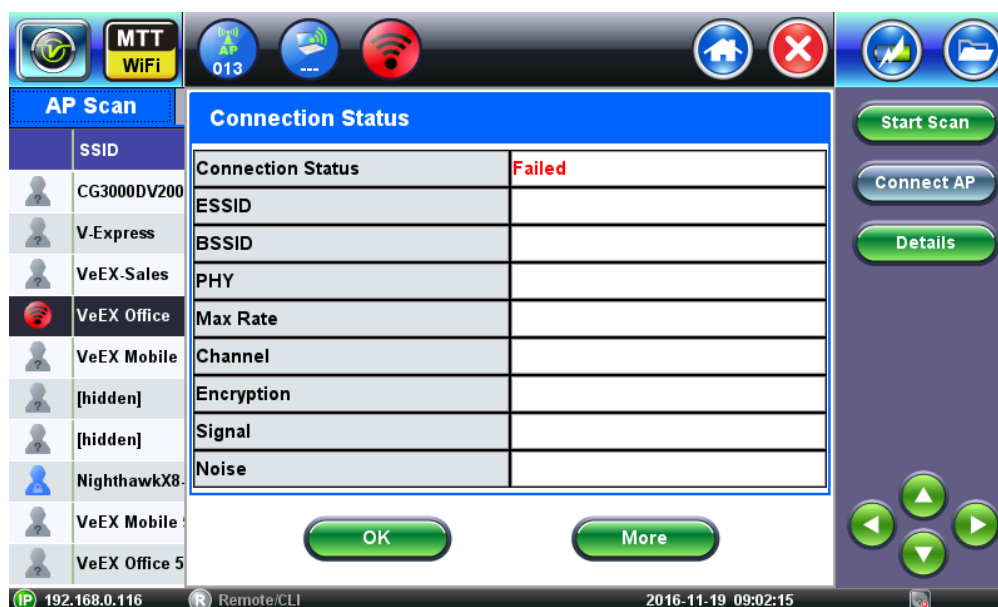 MTT
WiFi
AP
013
---
AP Scan
SSID
CG3000DV200
V-Express
VeEX-Sales
VeEX Office
VeEX Mobile
[hidden]
[hidden]
NighthawkX8-
VeEX Mobile
VeEX Office 5
Connection Status
Connection Status Failed
ESSID
BSSID
PHY
Max Rate
Channel
Encryption
Signal
Noise
OK More
Start Scan
Connect AP
Details
IP 192.168.0.116 R Remote/CLI 2016-11-19 09:02:15